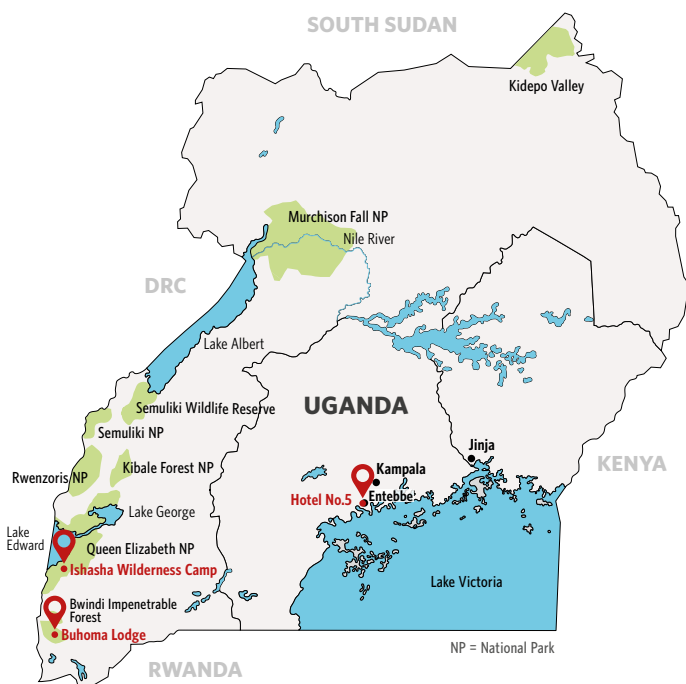 SOUTH SUDAN
Kidepo Valley
Murchison Fall NP
Nile River
DRC
Lake Albert
Semuliki Wildlife Reserve
UGANDA
Semuliki NP
Jinja
Kibale Forest NP
Kampala
KENYA
Rwenzoris NP
Hotel No.5
Entebbe
Lake George
Lake
Edward
Queen Elizabeth NP
Ishasha Wilderness Camp
Lake Victoria
Bwindi Impenetrable
Forest
Buhoma Lodge
NP = National Park
RWANDA